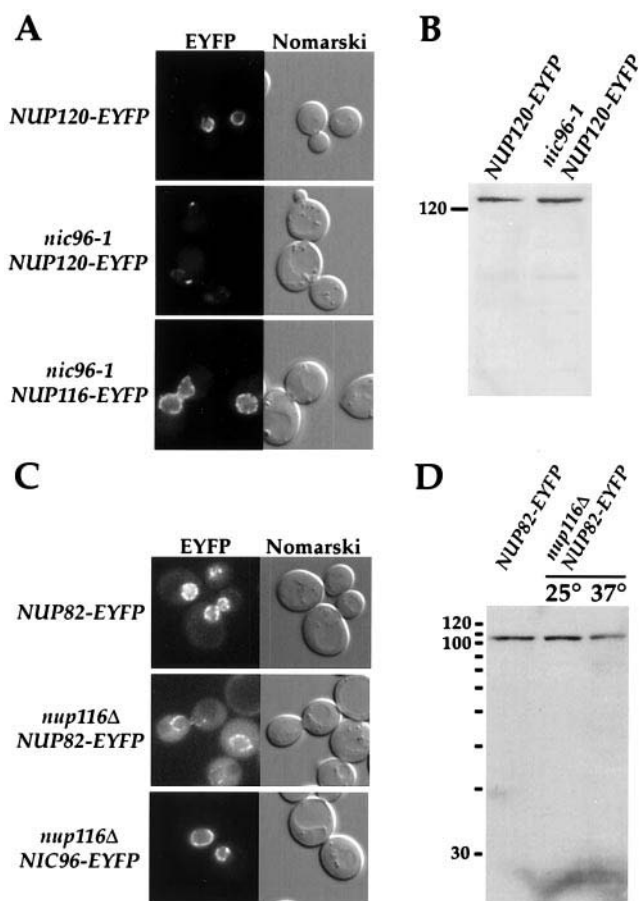 A
EYFP Nomarski
NUP120-EYFP
nic96-1
NUP120-EYFP
nic96-1
NUP116-EYFP
B
NUP120-EYFP
nic96-1
NUP120-EYFP
120
C
EYFP Nomarski
NUP82-EYFP
nup116Δ
NUP82-EYFP
nup116Δ
NIC96-EYFP
D
NUP82-EYFP
nup116Δ
NUP82-EYFP
25° 37°
120
100
30